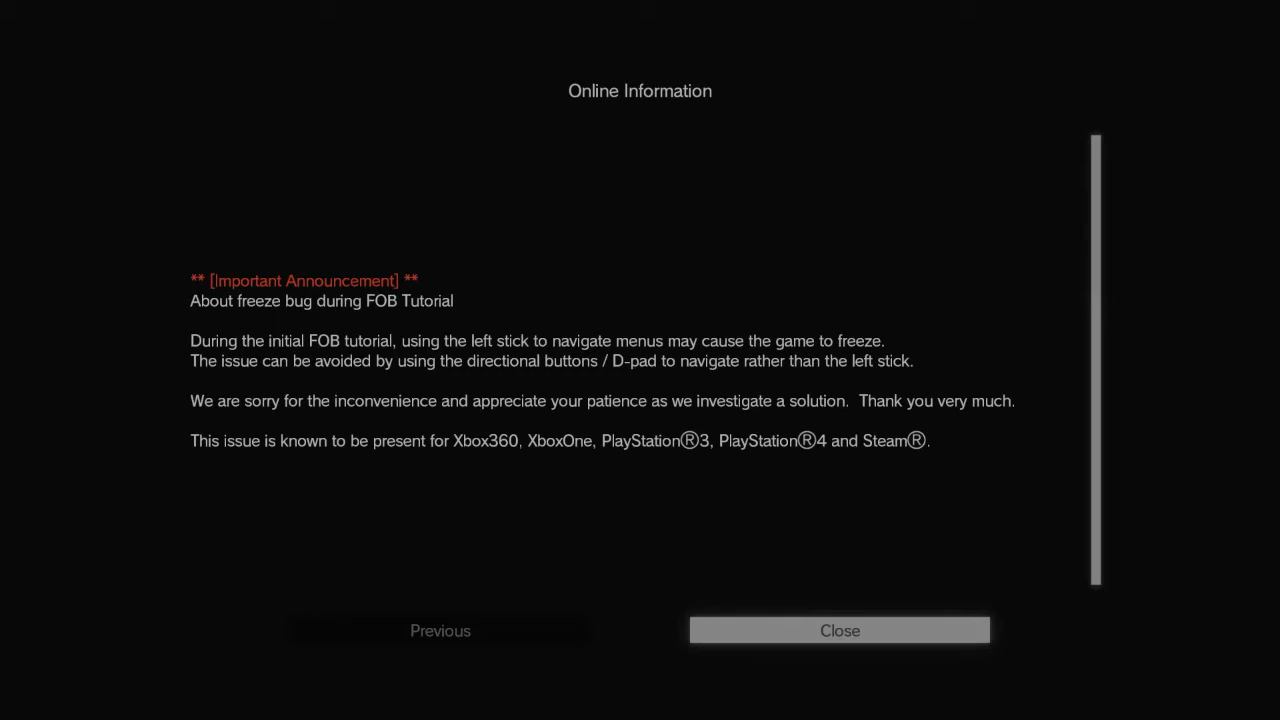 Online Information
** [Important Announcement] **
About freeze bug during FOB Tutorial
During the initial FOB tutorial, using the left stick to navigate menus may cause the game to freeze.
The issue can be avoided by using the directional buttons / D-pad to navigate rather than the left stick.
We are sorry for the inconvenience and appreciate your patience as we investigate a solution.  Thank you very much.
This issue is known to be present for Xbox360, XboxOne, PlayStation®3, PlayStation®4 and Steam®.
Previous
Close